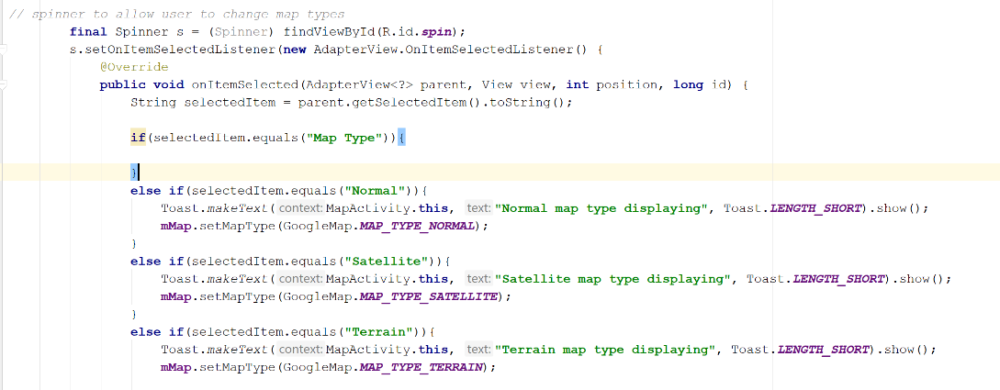 // spinner to allow user to change map types
final Spinner s = (Spinner) findViewById(R.id.spin);
s.setOnItemSelectedListener(new AdapterView.OnItemSelectedListener() {
@Override
public void onItemSelected(AdapterView<?> parent, View view, int position, long id) {
String selectedItem = parent.getSelectedItem().toString();
if(selectedItem.equals("Map Type")){
}
else if(selectedItem.equals("Normal")){
Toast.makeText( context: MapActivity.this, text: "Normal map type displaying", Toast.LENGTH_SHORT).show();
mMap.setMapType(GoogleMap.MAP_TYPE_NORMAL);
}
else if(selectedItem.equals("Satellite")){
Toast.makeText( context: MapActivity.this, text: "Satellite map type displaying", Toast.LENGTH_SHORT).show();
mMap.setMapType(GoogleMap.MAP_TYPE_SATELLITE);
}
else if(selectedItem.equals("Terrain")){
Toast.makeText( context: MapActivity.this, text: "Terrain map type displaying", Toast.LENGTH_SHORT).show();
mMap.setMapType(GoogleMap.MAP_TYPE_TERRAIN);